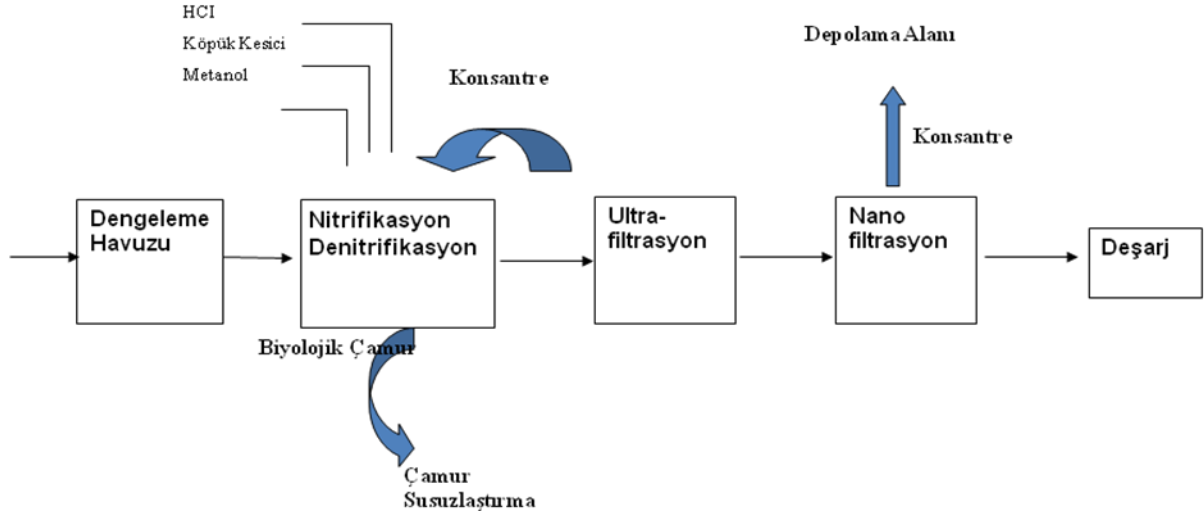 HCI
Köpük Kesici
Metanol
Konsantre
Depolama Alanı
Konsantre
Dengeleme
Havuzu
Nitrifikasyon
Denitrifikasyon
Ultra-
filtrasyon
Nano
filtrasyon
Deşarj
Biyolojik Çamur
Çamur
Susuzlaştırma